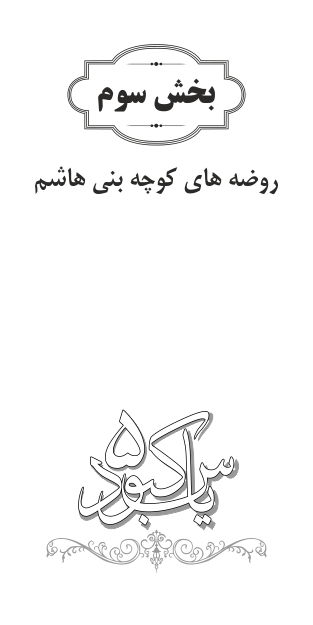 بخش سوم
روضه های کوچه بنی هاشم
یاس کبود ۵